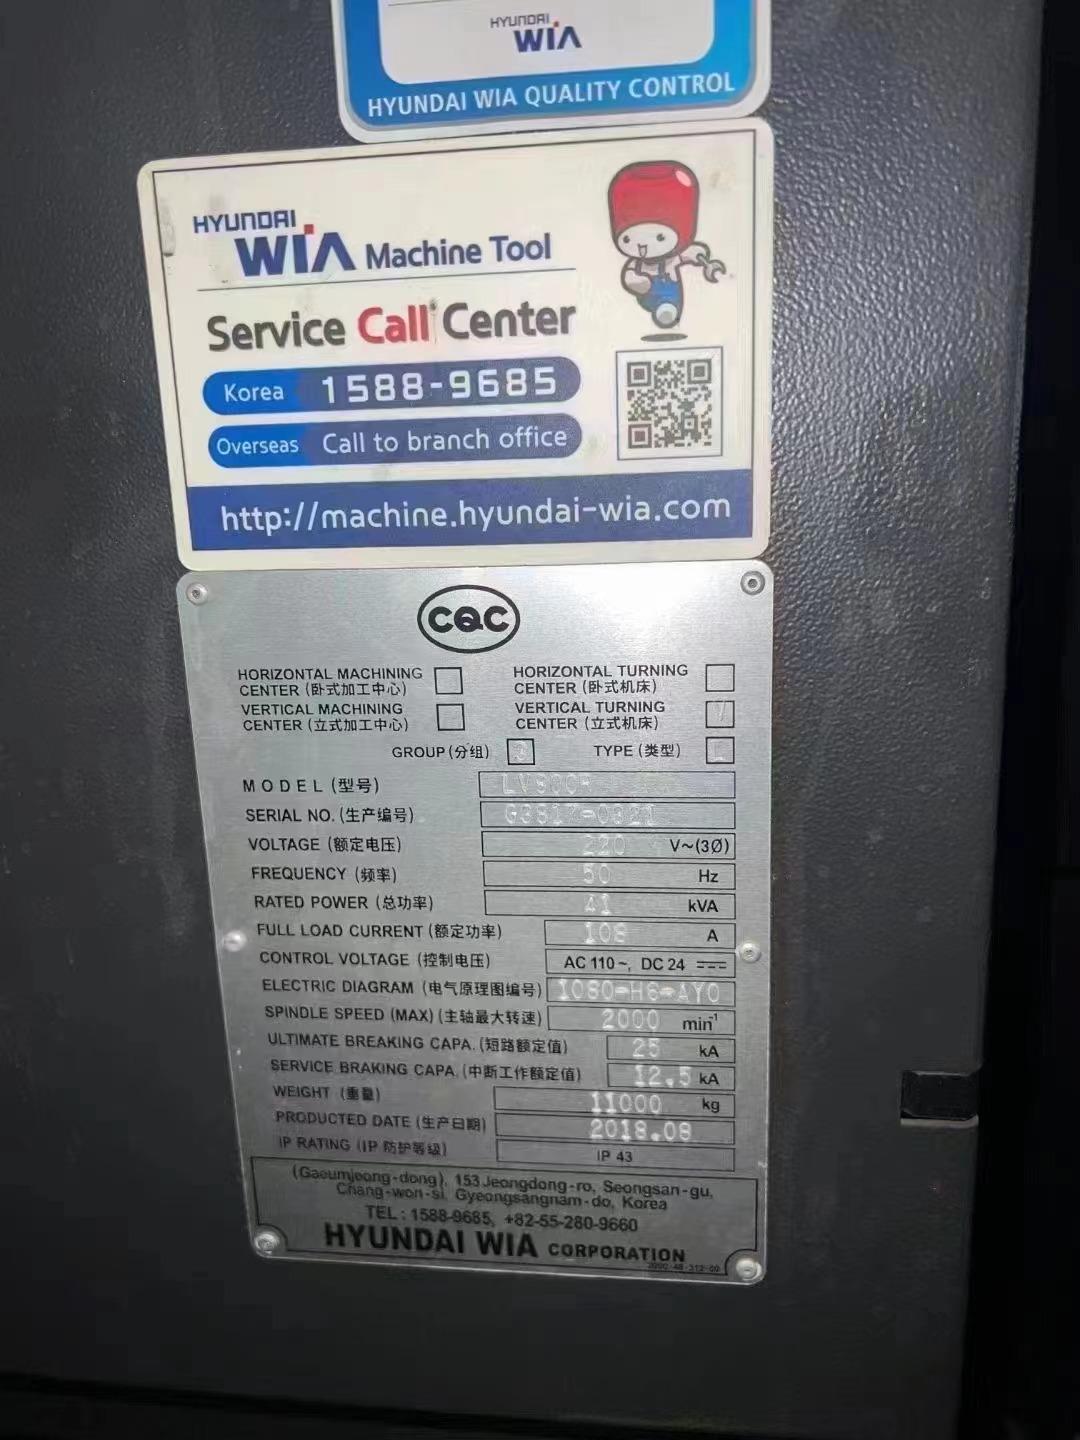 HYUNDAI
WIA
HYUNDAI WIA QUALITY CONTROL
HYUNDAI
WIA Machine Tool
Service Call Center
Korea 1588-9685
Overseas Call to branch office
http://machine.hyundai-wia.com
CQC
HORIZONTAL MACHINING
CENTER (卧式加工中心)
HORIZONTAL TURNING
CENTER (卧式机床)
VERTICAL MACHINING
CENTER (立式加工中心)
VERTICAL TURNING
CENTER (立式机床) V
GROUP (分组) 3 TYPE (类型) L
MODEL (型号)
SERIAL NO. (生产编号)
VOLTAGE (额定电压) 220 V~(3Ø)
FREQUENCY (频率) 50 Hz
RATED POWER (总功率) 41 kVA
FULL LOAD CURRENT (额定功率) 108 A
CONTROL VOLTAGE (控制电压) AC 110 ~, DC 24
ELECTRIC DIAGRAM (电气原理图编号) 1080-H6-AY0
SPINDLE SPEED (MAX) (主轴最大转速) 2000 min⁻¹
ULTIMATE BREAKING CAPA. (短路额定值) 25 kA
SERVICE BRAKING CAPA. (中断工作额定值) 12.5 kA
WEIGHT (重量) 11000 kg
PRODUCTED DATE (生产日期) 2018.08
IP RATING (IP 防护等级) IP 43
(Gaeumjeong-dong), 153 Jeongdong-ro, Seongsan-gu,
Chang-won-si, Gyeongsangnam-do, Korea
TEL : 1588-9685, +82-55-280-9660
HYUNDAI WIA CORPORATION